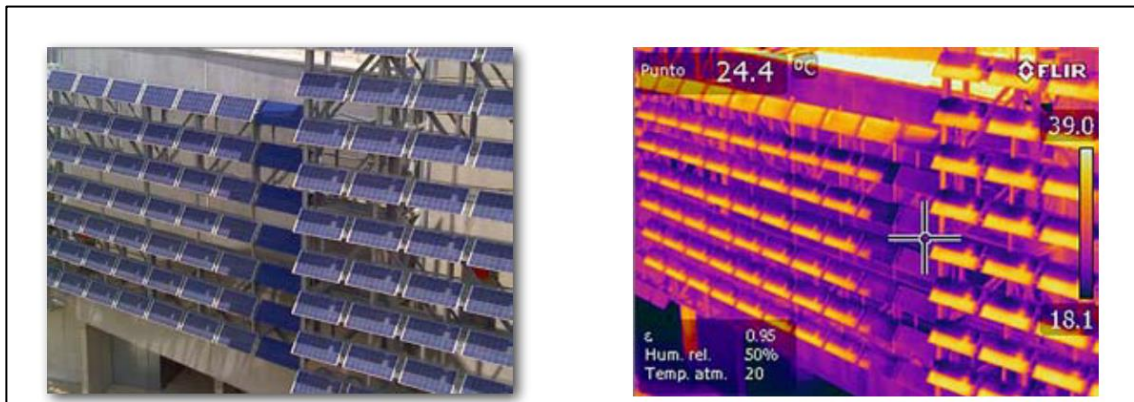 Punto 24.4 °C
FLIR
39.0
18.1
ε 0.95
Hum. rel. 50%
Temp. atm. 20